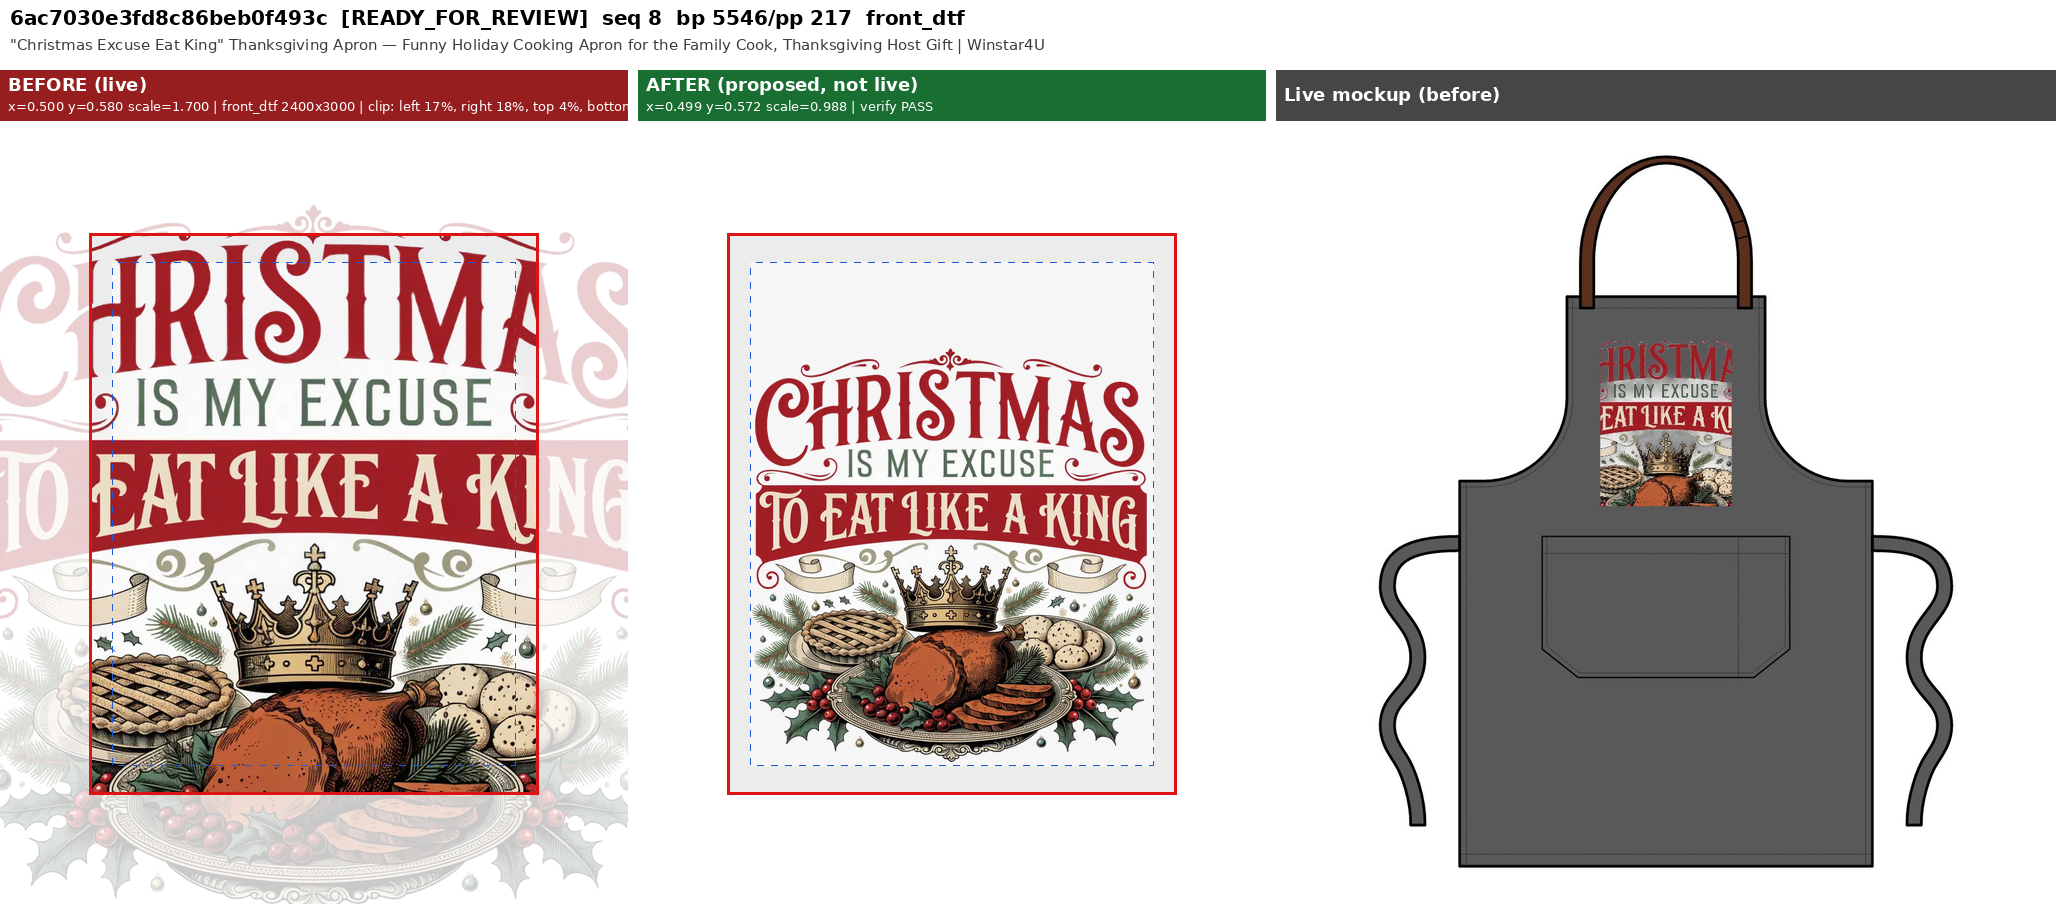 6ac7030e3fd8c86beb0f493c [READY_FOR_REVIEW] seq 8 bp 5546/pp 217 front_dtf
"Christmas Excuse Eat King" Thanksgiving Apron — Funny Holiday Cooking Apron for the Family Cook, Thanksgiving Host Gift | Winstar4U
BEFORE (live)
x=0.500 y=0.580 scale=1.700 | front_dtf 2400x3000 | clip: left 17%, right 18%, top 4%, botton
CHRISTMAS
IS MY EXCUSE
TO EAT LIKE A KING
AFTER (proposed, not live)
x=0.499 y=0.572 scale=0.988 | verify PASS
CHRISTMAS
IS MY EXCUSE
TO EAT LIKE A KING
Live mockup (before)
HRISTMA
IS MY EXCUSE
EAT LIKE A KI